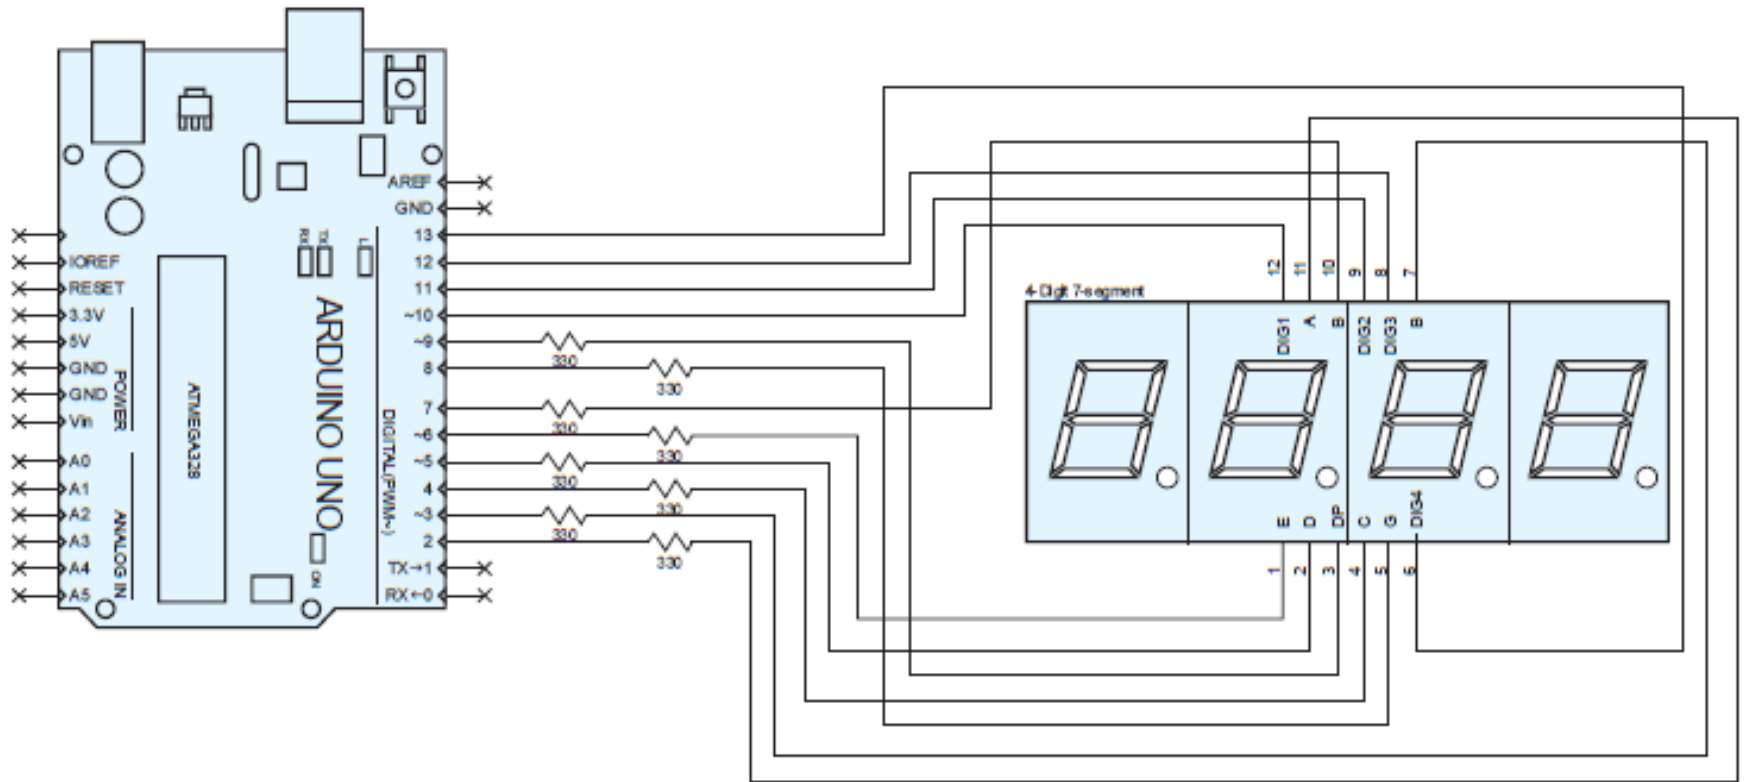 AREF
GND
13
12
11
~10
~9
8
7
~6
~5
4
~3
2
TX→1
RX←0
IOREF
RESET
3.3V
5V
GND
GND
Vin
A0
A1
A2
A3
A4
A5
POWER
ANALOG IN
ATMEGA328
RX
TX
L
ARDUINO UNO
DIGITAL(PWM~)
ON
330
330
330
330
330
330
330
330
4-Digit 7-segment
12
11
10
9
8
7
DIG1
A
B
DIG2
DIG3
B
E
D
DP
C
G
DIG4
1
2
3
4
5
6